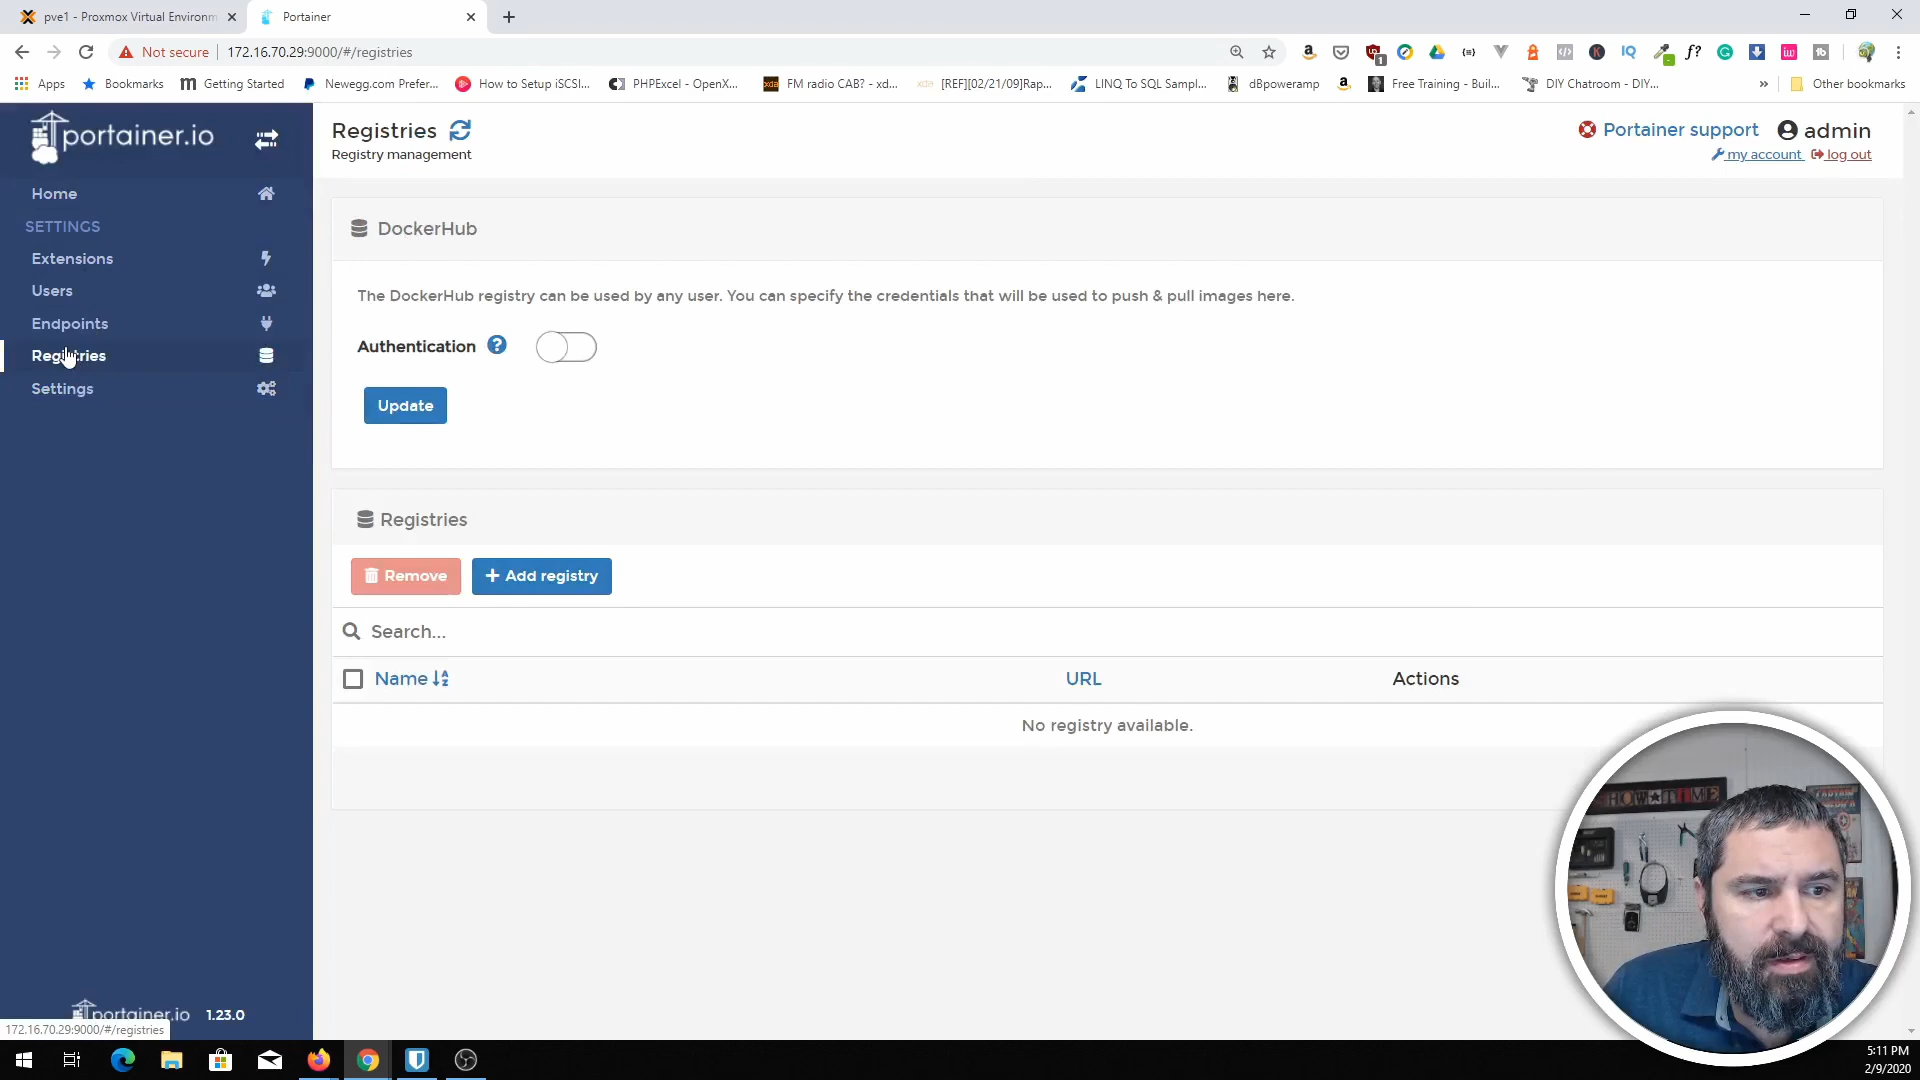 pve1 - Proxmox Virtual Environm
Portainer
Not secure
172.16.70.29:9000/#/registries
Apps
Bookmarks
Getting Started
Newegg.com Prefer...
How to Setup iSCSI...
PHPExcel - OpenX...
FM radio CAB? - xd...
[REF][02/21/09]Rap...
LINQ To SQL Sampl...
dBpoweramp
Free Training - Buil...
DIY Chatroom - DIY...
Other bookmarks
portainer.io
Home
SETTINGS
Extensions
Users
Endpoints
Registries
Settings
portainer.io 1.23.0
172.16.70.29:9000/#/registries
Registries
Registry management
Portainer support
admin
my account
log out
DockerHub
The DockerHub registry can be used by any user. You can specify the credentials that will be used to push & pull images here.
Authentication
Update
Registries
Remove
+ Add registry
Search...
Name
URL
Actions
No registry available.
5:11 PM
2/9/2020